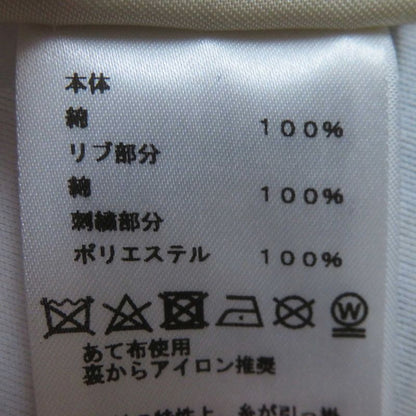 本体
綿 100%
リブ部分
綿 100%
刺繍部分
ポリエステル 100%
W
あて布使用
裏からアイロン推奨